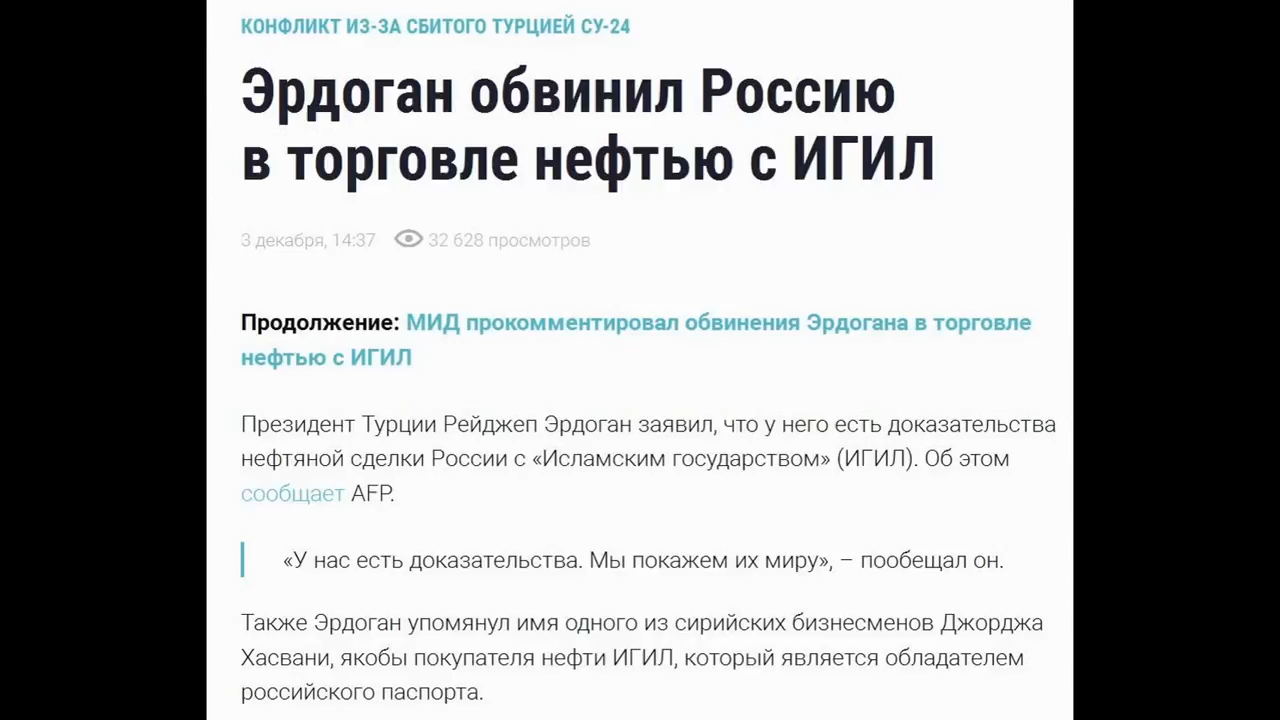 КОНФЛИКТ ИЗ-ЗА СБИТОГО ТУРЦИЕЙ СУ-24
Эрдоган обвинил Россию
в торговле нефтью с ИГИЛ
3 декабря, 14:37 32 628 просмотров
Продолжение: МИД прокомментировал обвинения Эрдогана в торговле
нефтью с ИГИЛ
Президент Турции Рейджеп Эрдоган заявил, что у него есть доказательства
нефтяной сделки России с «Исламским государством» (ИГИЛ). Об этом
сообщает AFP.
«У нас есть доказательства. Мы покажем их миру», – пообещал он.
Также Эрдоган упомянул имя одного из сирийских бизнесменов Джорджа
Хасвани, якобы покупателя нефти ИГИЛ, который является обладателем
российского паспорта.